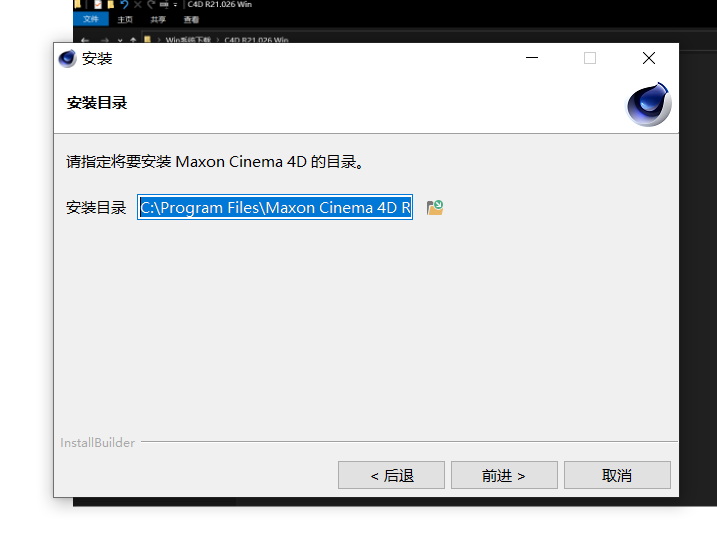 C4D R21.026 Win
文件 主页 共享 查看
Win系统下载 > C4D R21.026 Win
安装
安装目录
请指定将要安装 Maxon Cinema 4D 的目录。
安装目录 C:\Program Files\Maxon Cinema 4D R
InstallBuilder
< 后退 前进 > 取消